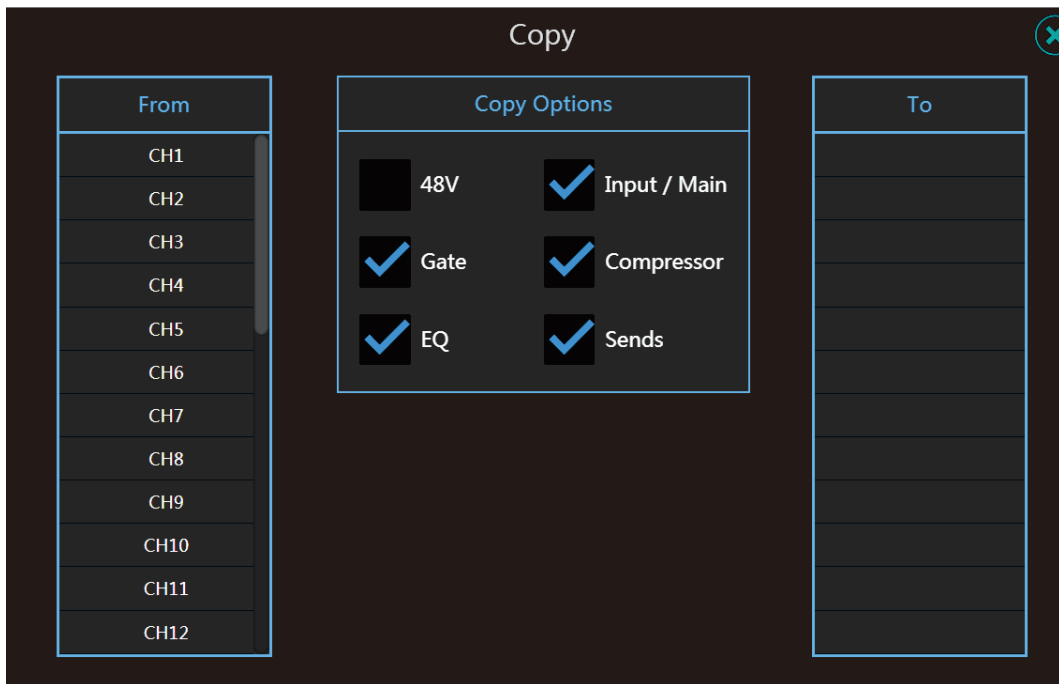 Copy
From
CH1
CH2
CH3
CH4
CH5
CH6
CH7
CH8
CH9
CH10
CH11
CH12
Copy Options
48V
Input / Main
Gate
Compressor
EQ
Sends
To